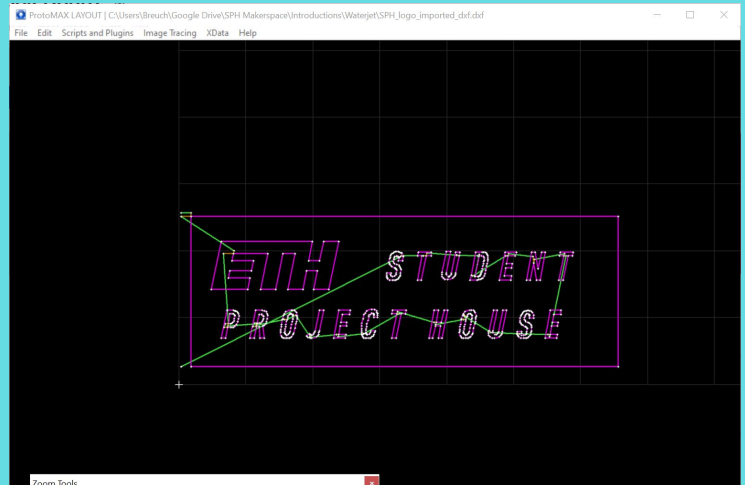 ProtoMAX LAYOUT | C:\Users\Breuch\Google Drive\SPH Makerspace\Introductions\Waterjet\SPH_logo_imported_dxf.dxf
File Edit Scripts and Plugins Image Tracing XData Help
ETH STUDENT
PROJECT HOUSE
Zoom Tools